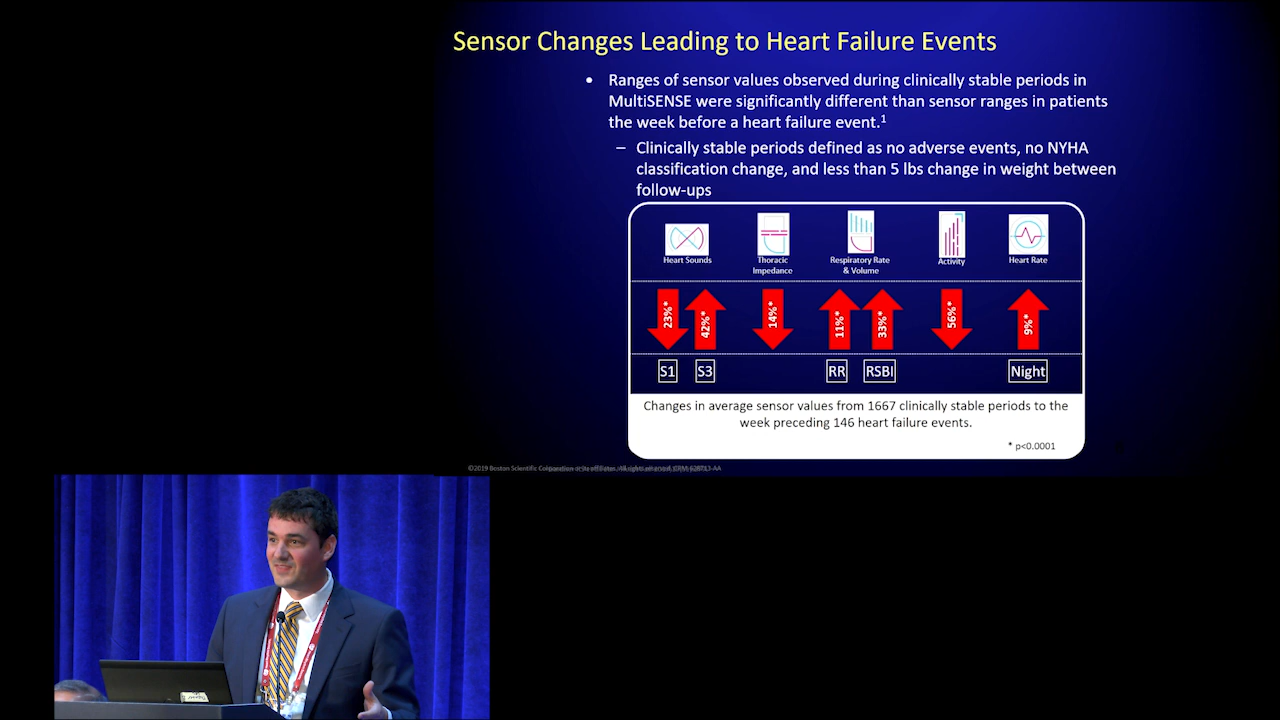 Sensor Changes Leading to Heart Failure Events
• Ranges of sensor values observed during clinically stable periods in
MultiSENSE were significantly different than sensor ranges in patients
the week before a heart failure event.¹
– Clinically stable periods defined as no adverse events, no NYHA
classification change, and less than 5 lbs change in weight between
follow-ups
Heart Sounds
Thoracic
Impedance
Respiratory Rate
& Volume
Activity
Heart Rate
23%* 42%* 14%* 11%* 33%* 56%* 9%*
S1 S3 RR RSBI Night
Changes in average sensor values from 1667 clinically stable periods to the
week preceding 146 heart failure events.
* p<0.0001
©2019 Boston Scientific